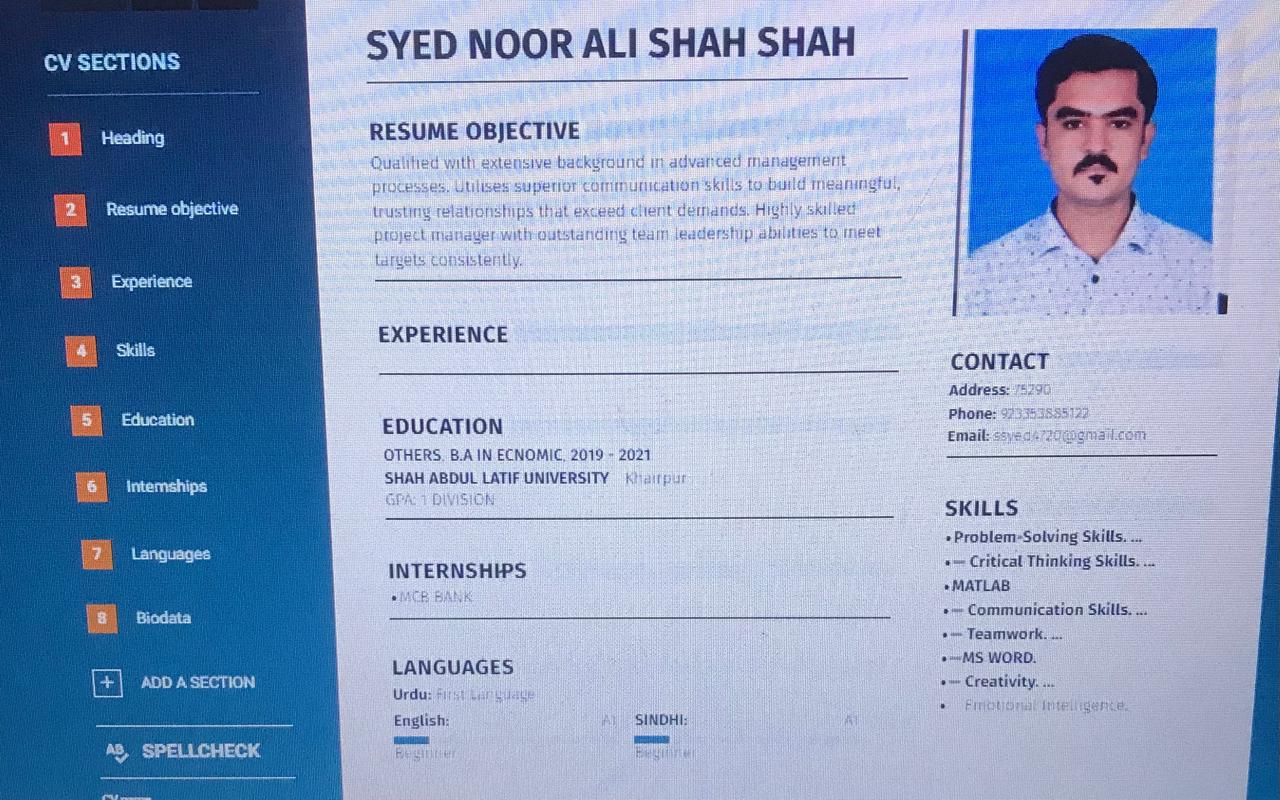 CV SECTIONS
1 Heading
2 Resume objective
3 Experience
4 Skills
5 Education
6 Internships
7 Languages
8 Biodata
+ ADD A SECTION
SPELLCHECK
SYED NOOR ALI SHAH SHAH
RESUME OBJECTIVE
Qualified with extensive background in advanced management
processes. Utilises superior communication skills to build meaningful,
trusting relationships that exceed client demands. Highly skilled
project manager with outstanding team leadership abilities to meet
targets consistently.
EXPERIENCE
EDUCATION
OTHERS, B.A IN ECNOMIC, 2019 - 2021
SHAH ABDUL LATIF UNIVERSITY Khairpur
GPA: 1 DIVISION
INTERNSHIPS
•MCB BANK
LANGUAGES
Urdu: First Language
English: A1 SINDHI: A1
Beginner Beginner
CONTACT
Address: 75290
Phone: 923353885122
Email: ssyed4720@gmail.com
SKILLS
•Problem-Solving Skills. ...
•— Critical Thinking Skills. ...
•MATLAB
•— Communication Skills. ...
•— Teamwork. ...
•—MS WORD.
•— Creativity. ...
• Emotional Intelligence.